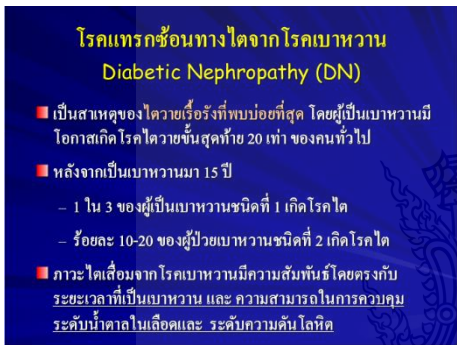 โรคแทรกซ้อนทางไตจากโรคเบาหวาน
Diabetic Nephropathy (DN)
เป็นสาเหตุของไตวายเรื้อรังที่พบบ่อยที่สุด โดยผู้เป็นเบาหวานมี
โอกาสเกิดโรคไตวายขั้นสุดท้าย 20 เท่า ของคนทั่วไป
หลังจากเป็นเบาหวานมา 15 ปี
– 1 ใน 3 ของผู้เป็นเบาหวานชนิดที่ 1 เกิดโรคไต
– ร้อยละ 10-20 ของผู้ป่วยเบาหวานชนิดที่ 2 เกิดโรคไต
ภาวะไตเสื่อมจากโรคเบาหวานมีความสัมพันธ์โดยตรงกับ
ระยะเวลาที่เป็นเบาหวาน และ ความสามารถในการควบคุม
ระดับน้ำตาลในเลือดและ ระดับความดันโลหิต